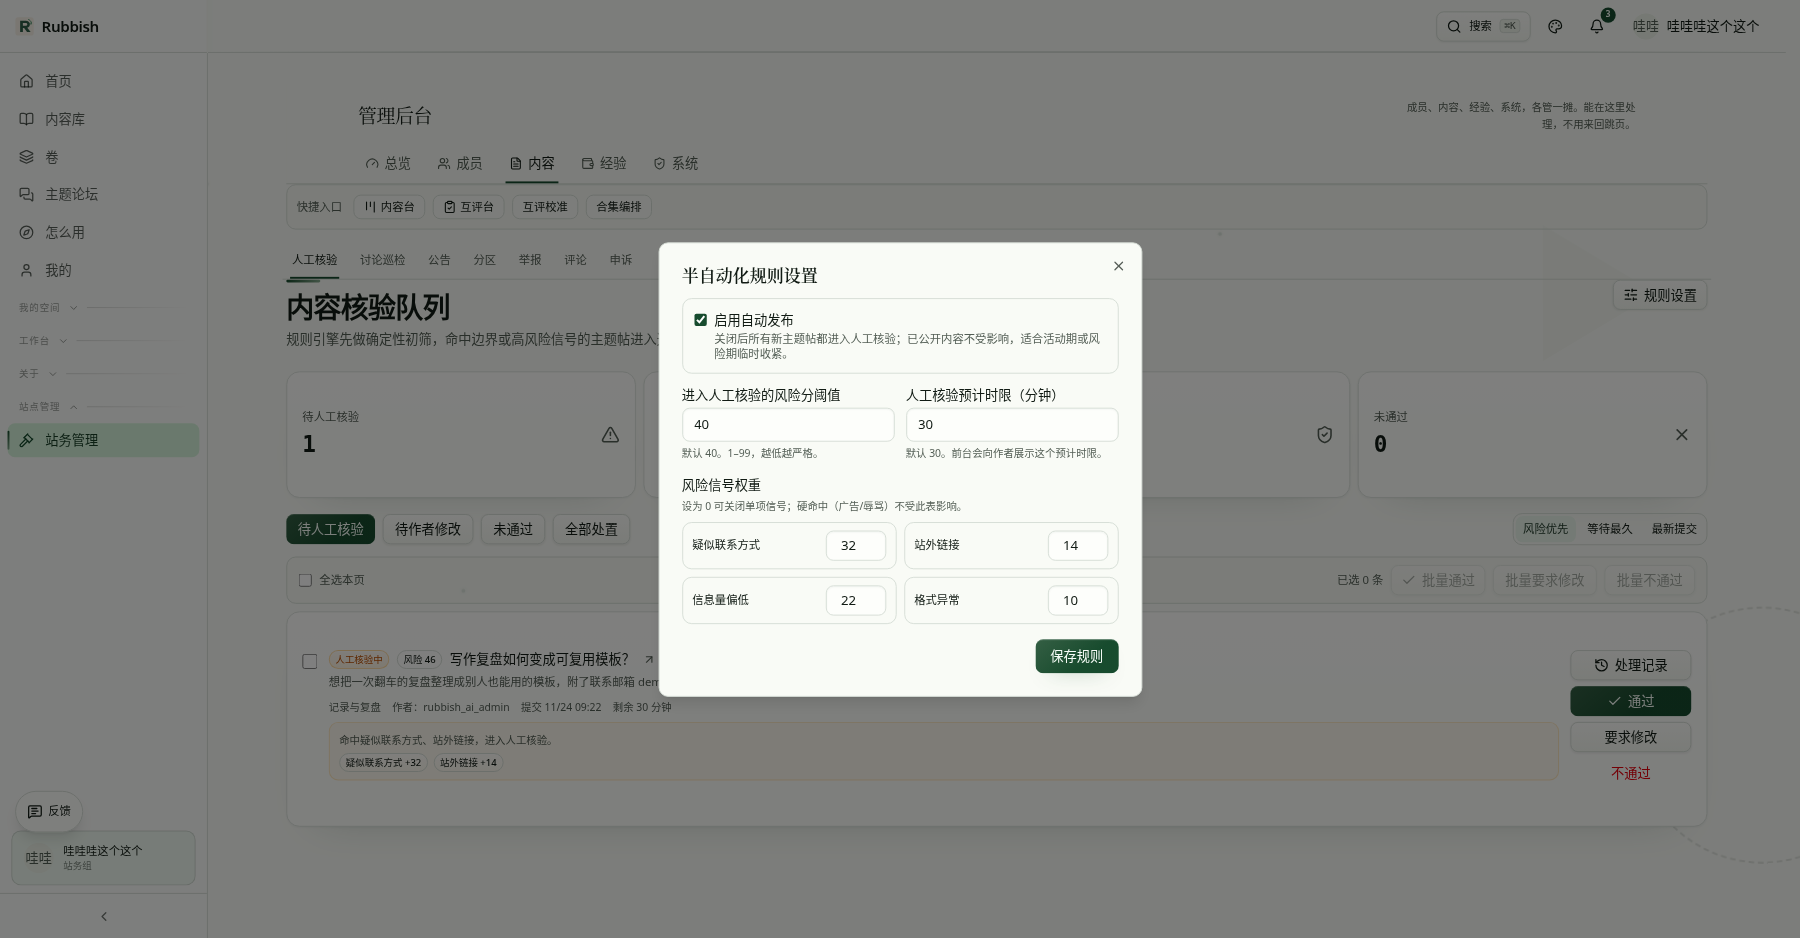 Rubbish
搜索 ⌘K
3
哇哇 哇哇哇这个这个
首页
内容库
卷
主题论坛
怎么用
我的
我的空间
工作台
关于
站点管理
站务管理
反馈
哇哇
哇哇哇这个这个
站务组
管理后台
成员、内容、经验、系统，各管一摊。能在这里处
理，不用来回跳页。
总览 成员 内容 经验 系统
快捷入口 内容台 互评台 互评校准 合集编排
人工核验 讨论巡检 公告 分区 举报 评论 申诉
内容核验队列
规则设置
规则引擎先做确定性初筛，命中边界或高风险信号的主题帖进入
待人工核验
1
未通过
0
待人工核验 待作者修改 未通过 全部处置
风险优先 等待最久 最新提交
全选本页
已选 0 条 批量通过 批量要求修改 批量不通过
人工核验中 风险 46 写作复盘如何变成可复用模板？
想把一次翻车的复盘整理成别人也能用的模板，附了联系邮箱 dem
记录与复盘 作者：rubbish_ai_admin 提交 11/24 09:22 剩余 30 分钟
命中疑似联系方式、站外链接，进入人工核验。
疑似联系方式 +32 站外链接 +14
处理记录
通过
要求修改
不通过
半自动化规则设置
启用自动发布
关闭后所有新主题帖都进入人工核验；已公开内容不受影响，适合活动期或风
险期临时收紧。
进入人工核验的风险分阈值 人工核验预计时限（分钟）
40 30
默认 40。1–99，越低越严格。 默认 30。前台会向作者展示这个预计时限。
风险信号权重
设为 0 可关闭单项信号；硬命中（广告/辱骂）不受此表影响。
疑似联系方式 32 站外链接 14
信息量偏低 22 格式异常 10
保存规则